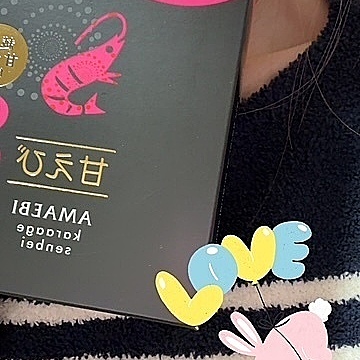 甘えび
AMAEBI
karaage
senbei
LOVE